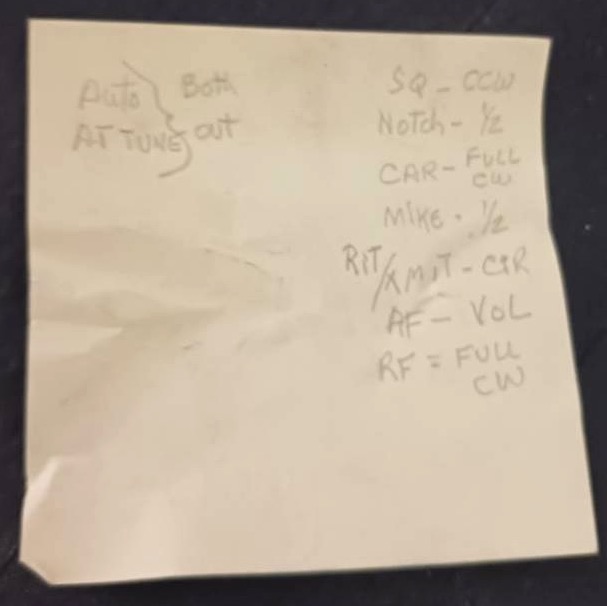 Auto } Both
AT TUNE } out
SQ - CCW
Notch - 1/2
CAR - FULL CW
Mike - 1/2
RIT/XMIT - CTR
AF - VOL
RF = FULL CW